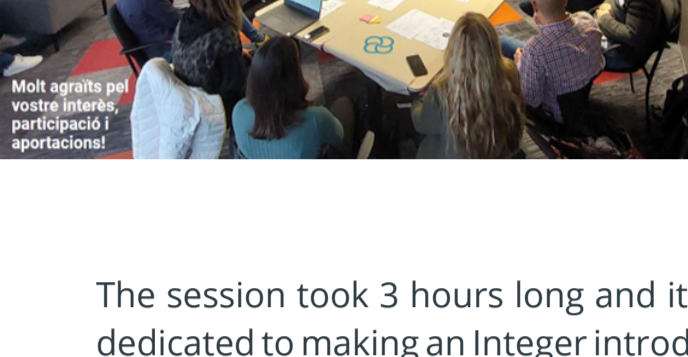 Molt agraïts pel
vostre interès,
participació i
aportacions!
The session took 3 hours long and it
dedicated to making an Integer introd